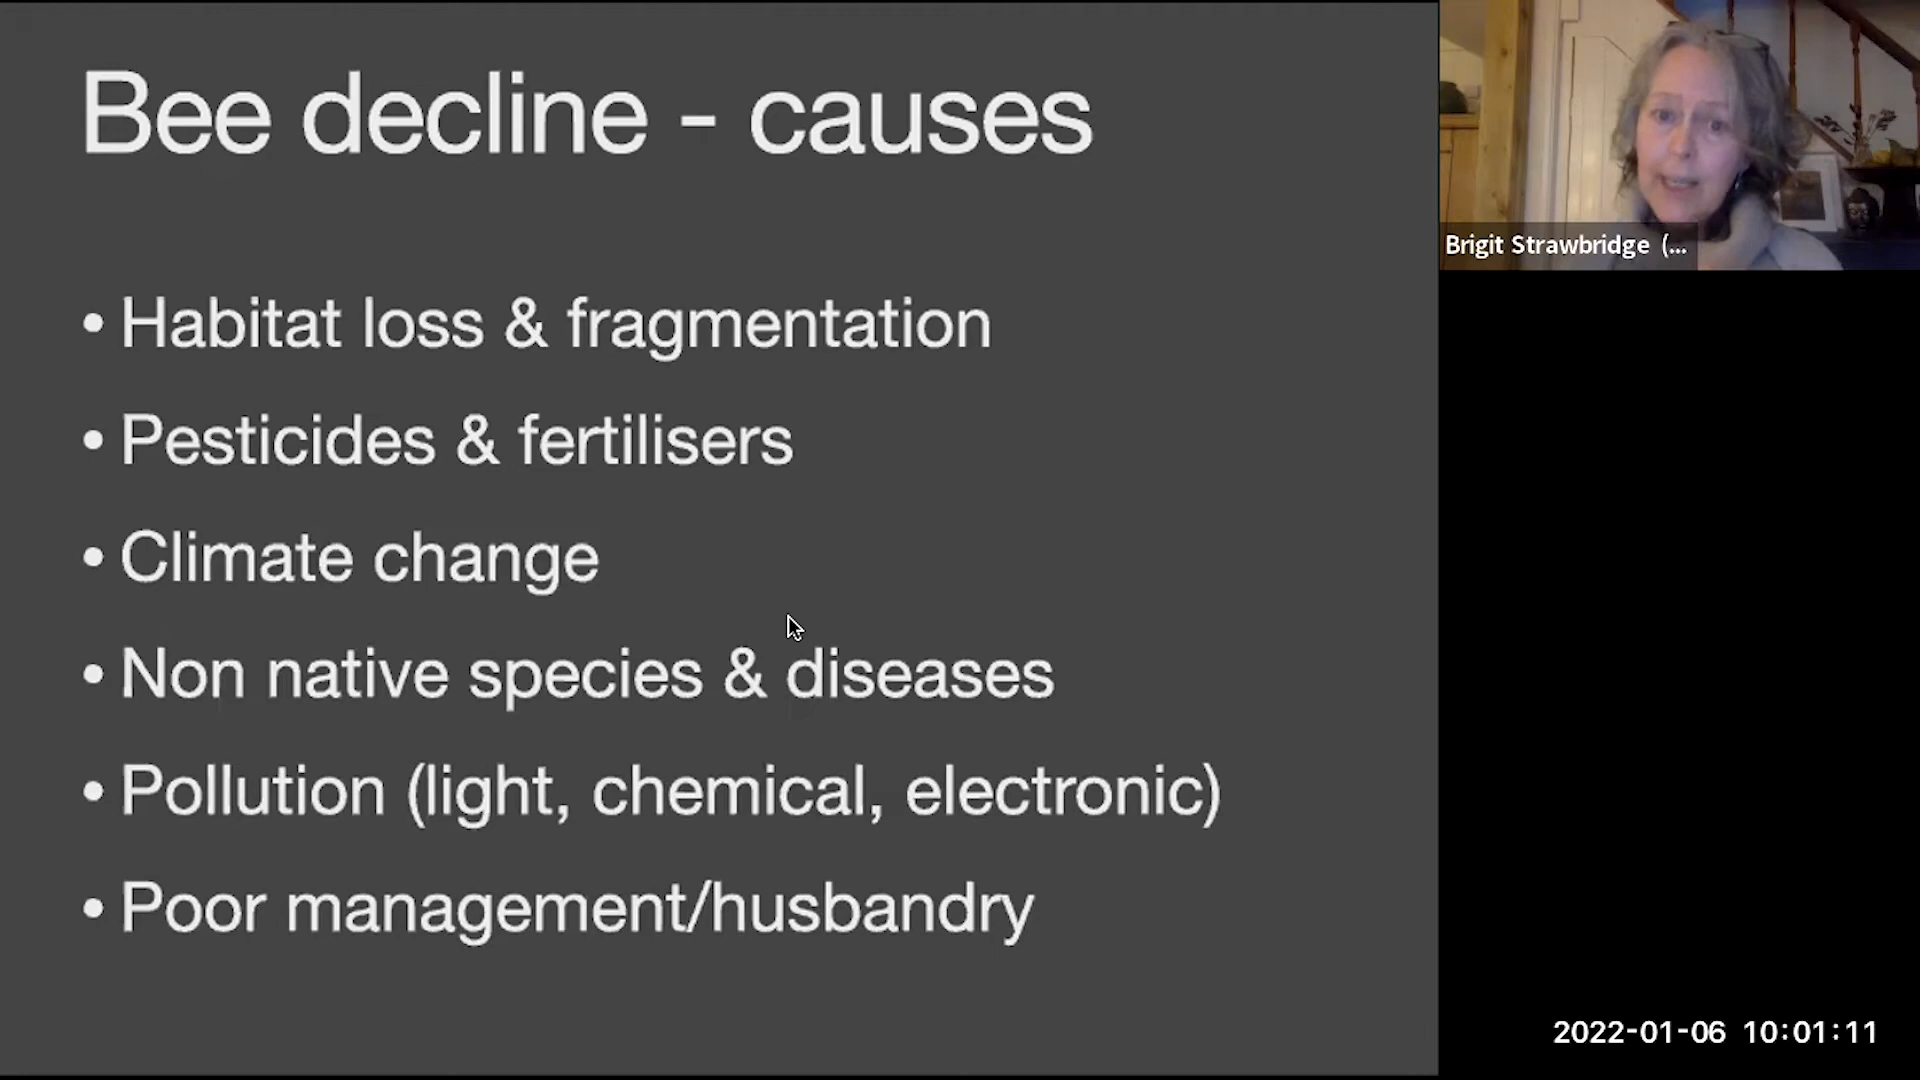 Bee decline - causes
• Habitat loss & fragmentation
• Pesticides & fertilisers
• Climate change
• Non native species & diseases
• Pollution (light, chemical, electronic)
• Poor management/husbandry
Brigit Strawbridge (...
2022-01-06 10:01:11